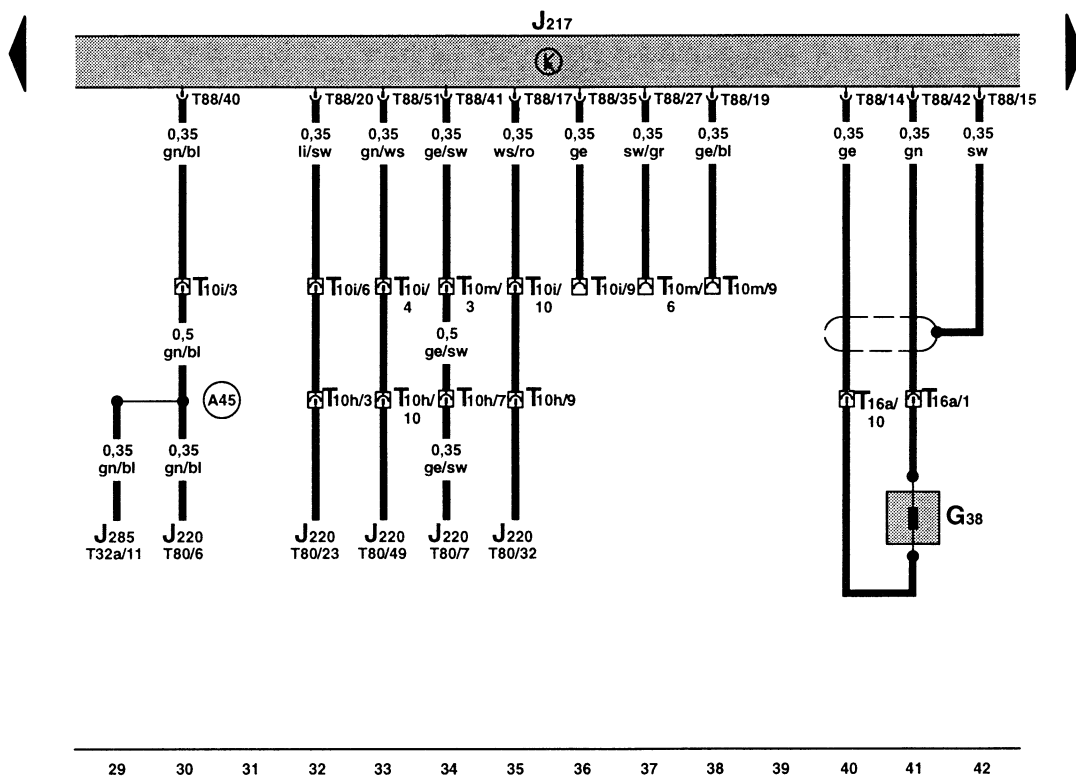 J217
K
T88/40 T88/20 T88/51 T88/41 T88/17 T88/35 T88/27 T88/19 T88/14 T88/42 T88/15
0,35 0,35 0,35 0,35 0,35 0,35 0,35 0,35 0,35 0,35 0,35
gn/bl li/sw gn/ws ge/sw ws/ro ge sw/gr ge/bl ge gn sw
T10i/3 T10i/6 T10i/ T10m/ T10i/ T10i/9 T10m/ T10m/9
4 3 10 6
0,5 0,5
gn/bl ge/sw
A45 T10h/3 T10h/ T10h/7 T10h/9 T16a/ T16a/1
10 10
0,35 0,35 0,35
gn/bl gn/bl ge/sw
G38
J285 J220 J220 J220 J220 J220
T32a/11 T80/6 T80/23 T80/49 T80/7 T80/32
29 30 31 32 33 34 35 36 37 38 39 40 41 42